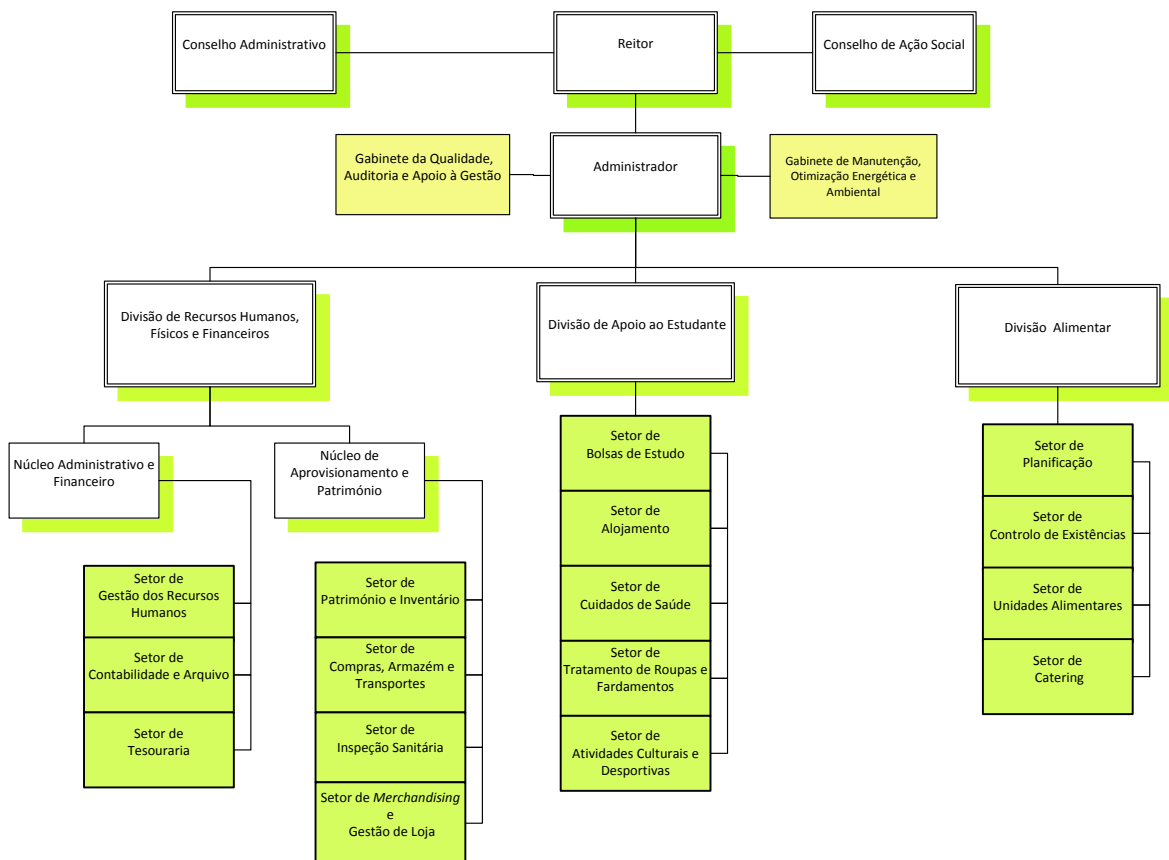 Conselho Administrativo
Reitor
Conselho de Ação Social
Gabinete da Qualidade,
Auditoria e Apoio à Gestão
Administrador
Gabinete de Manutenção,
Otimização Energética e
Ambiental
Divisão de Recursos Humanos,
Físicos e Financeiros
Divisão de Apoio ao Estudante
Divisão Alimentar
Núcleo Administrativo e
Financeiro
Núcleo de
Aprovisionamento e
Património
Setor de
Gestão dos Recursos
Humanos
Setor de
Contabilidade e Arquivo
Setor de
Tesouraria
Setor de
Património e Inventário
Setor de
Compras, Armazém e
Transportes
Setor de
Inspeção Sanitária
Setor de Merchandising
e
Gestão de Loja
Setor de
Bolsas de Estudo
Setor de
Alojamento
Setor de
Cuidados de Saúde
Setor de
Tratamento de Roupas e
Fardamentos
Setor de
Atividades Culturais e
Desportivas
Setor de
Planificação
Setor de
Controlo de Existências
Setor de
Unidades Alimentares
Setor de
Catering